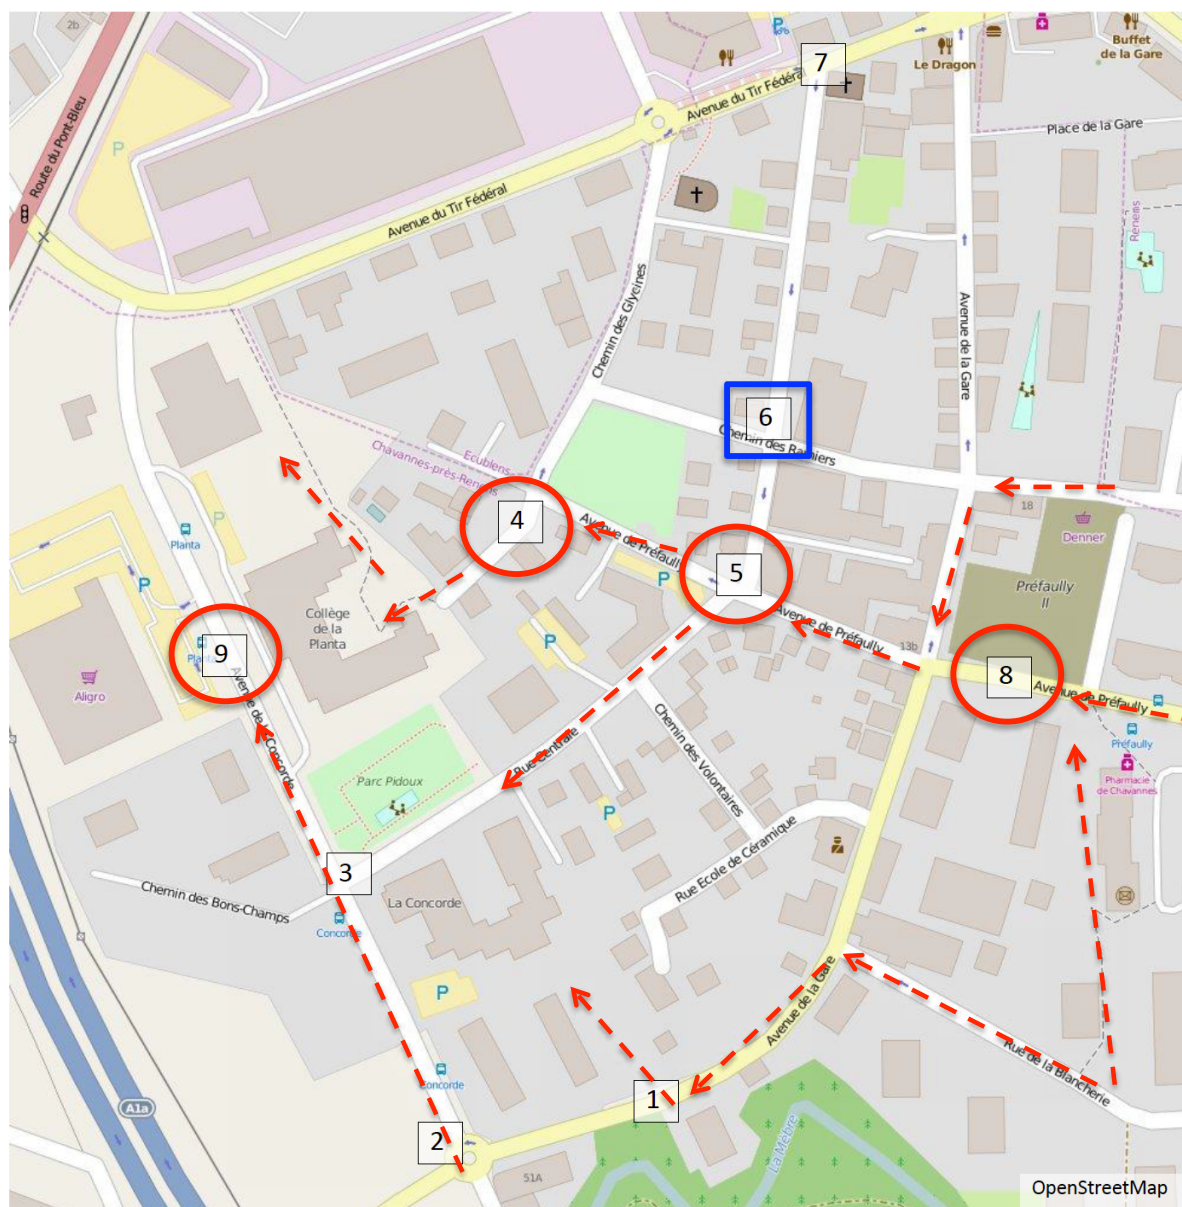 2b
P
Route du Pont-Bleu
P
7
Le Dragon
Buffet
de la Gare
Avenue du Tir Fédéral
Place de la Gare
Avenue du Tir Fédéral
Renens
Chemin des Glycines
Avenue de la Gare
6
Chemin des Ramiers
Ecublens
Chavannes-près-Renens
4
18
Denner
Planta
Avenue de Préfaully
P
5
P
Préfaully
II
Collège
de la
Planta
Avenue de Préfaully
13b
9
Planta
P
8
Avenue de Préfaully
Aligro
Avenue de la Concorde
Préfaully
Rue Centrale
Chemin des Volontaires
Pharmacie
de Chavannes
Parc Pidoux
P
3
Rue Ecole de Céramique
Chemin des Bons-Champs
La Concorde
Concorde
P
Avenue de la Gare
Rue de la Blancherie
Concorde
A1a
1
2
La Mèbre
51A
OpenStreetMap